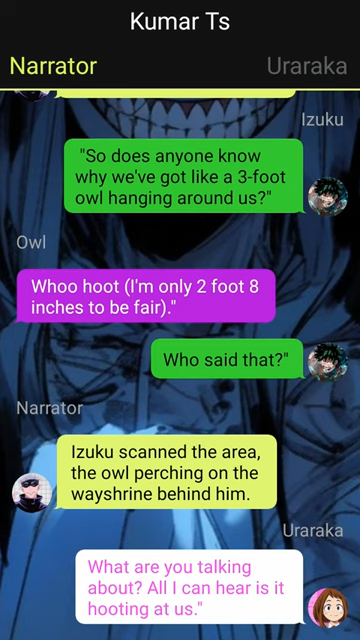 Kumar Ts
Narrator Uraraka
Izuku
"So does anyone know
why we've got like a 3-foot
owl hanging around us?"
Owl
Whoo hoot (I'm only 2 foot 8
inches to be fair)."
Who said that?"
Narrator
Izuku scanned the area,
the owl perching on the
wayshrine behind him.
Uraraka
What are you talking
about? All I can hear is it
hooting at us."